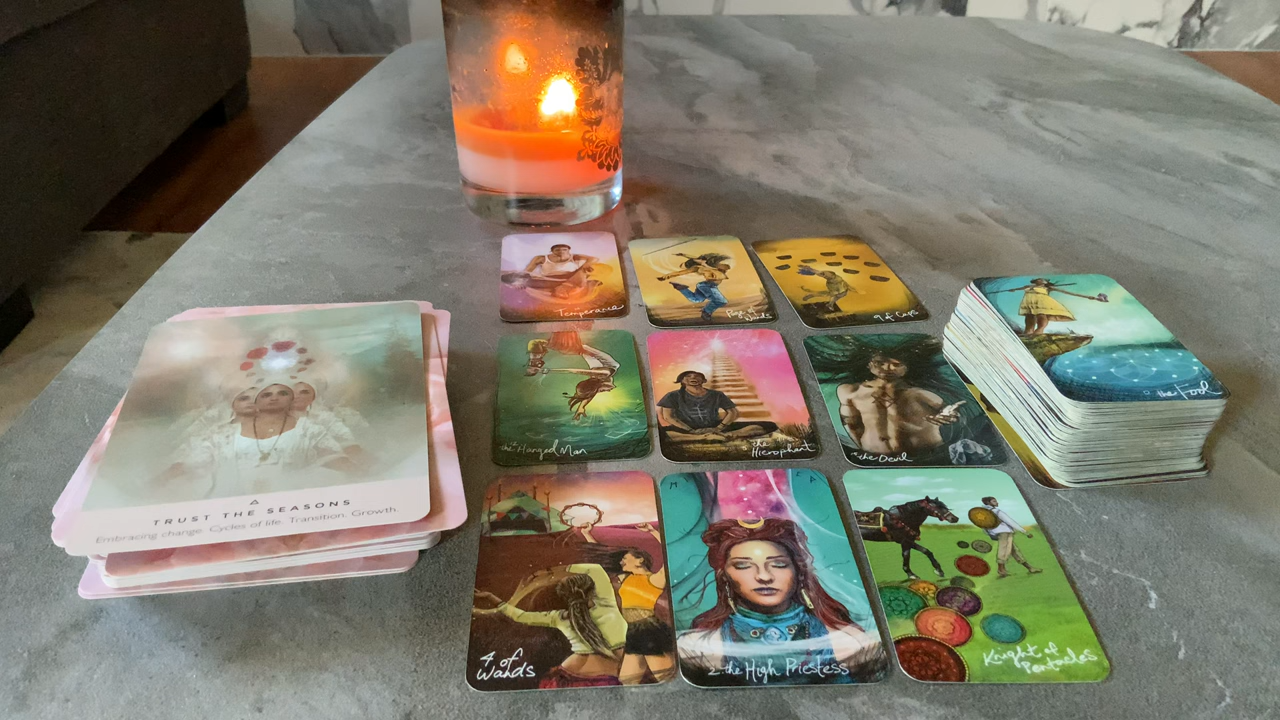 Temperance
Page of
Wands
9 of Cups
the Hanged Man
5 the
Hierophant
the Devil
the Fool
TRUST THE SEASONS
Embracing change. Cycles of life. Transition. Growth.
4 of
Wands
2 the High Priestess
Knight of
Pentacles